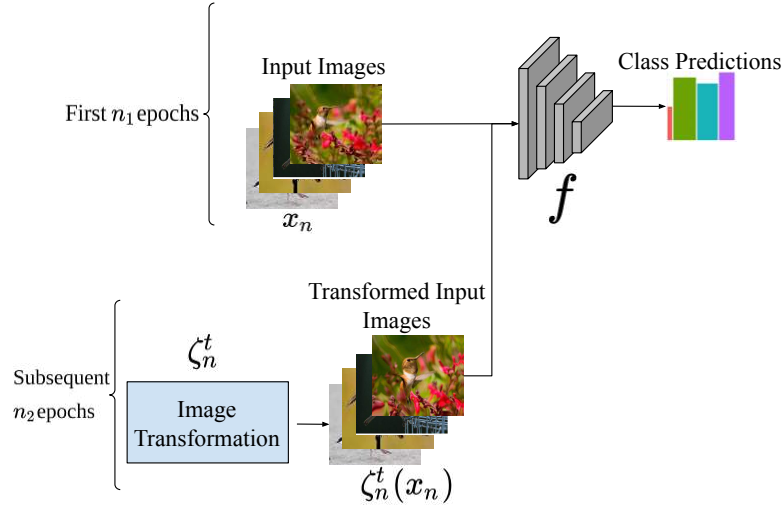 Input Images
Class Predictions
First n₁ epochs
xₙ
f
Transformed Input
Images
ζₙᵗ
Subsequent
n₂ epochs
Image
Transformation
ζₙᵗ(xₙ)